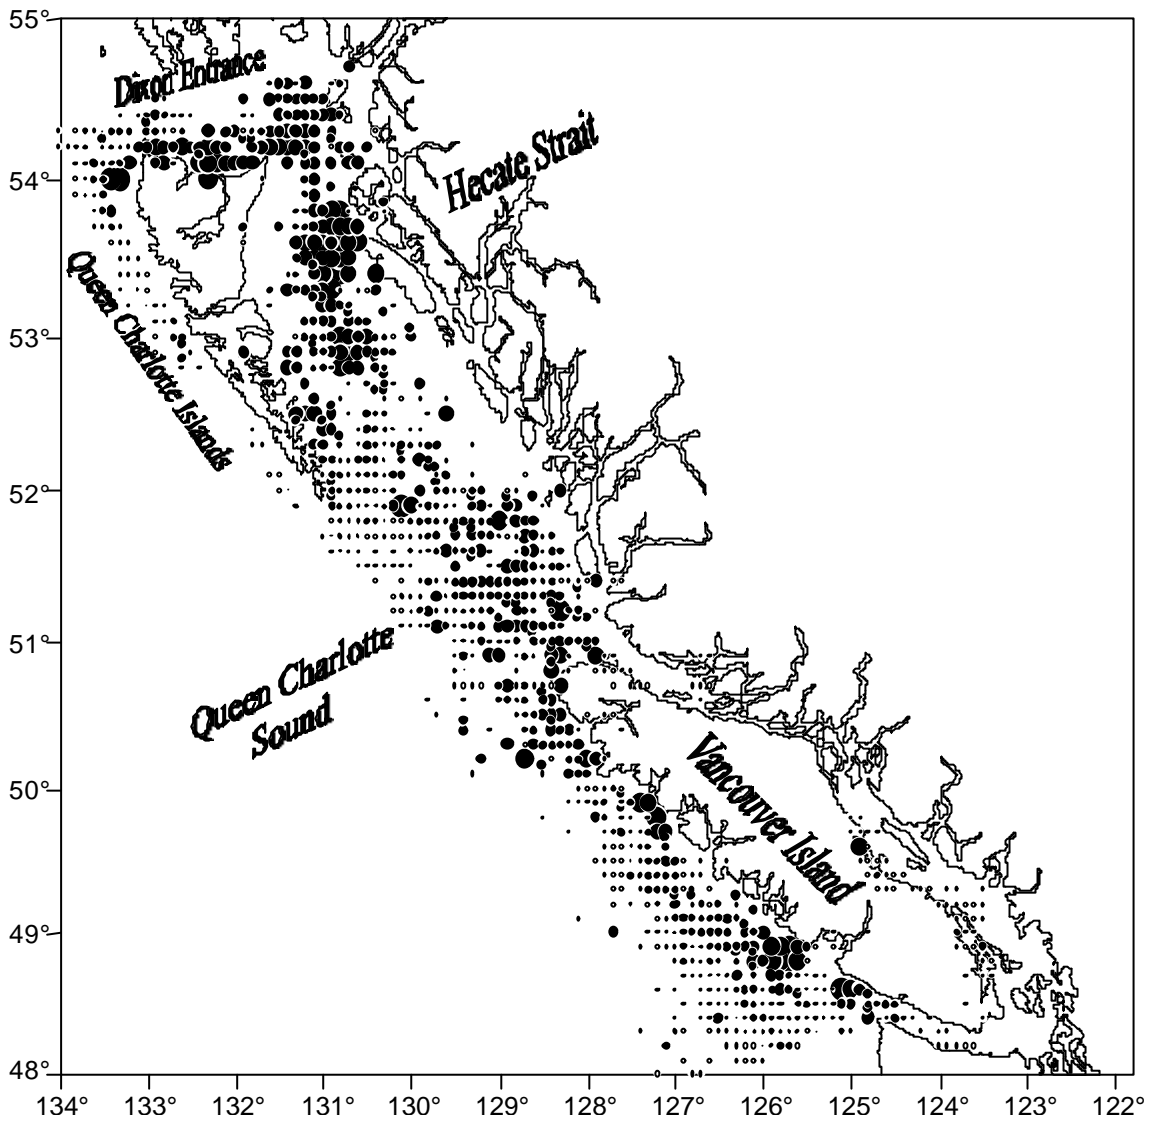 55°
Dixon Entrance
Hecate Strait
54°
Queen Charlotte Islands
53°
52°
51°
Queen Charlotte
Sound
Vancouver Island
50°
49°
48°
134° 133° 132° 131° 130° 129° 128° 127° 126° 125° 124° 123° 122°